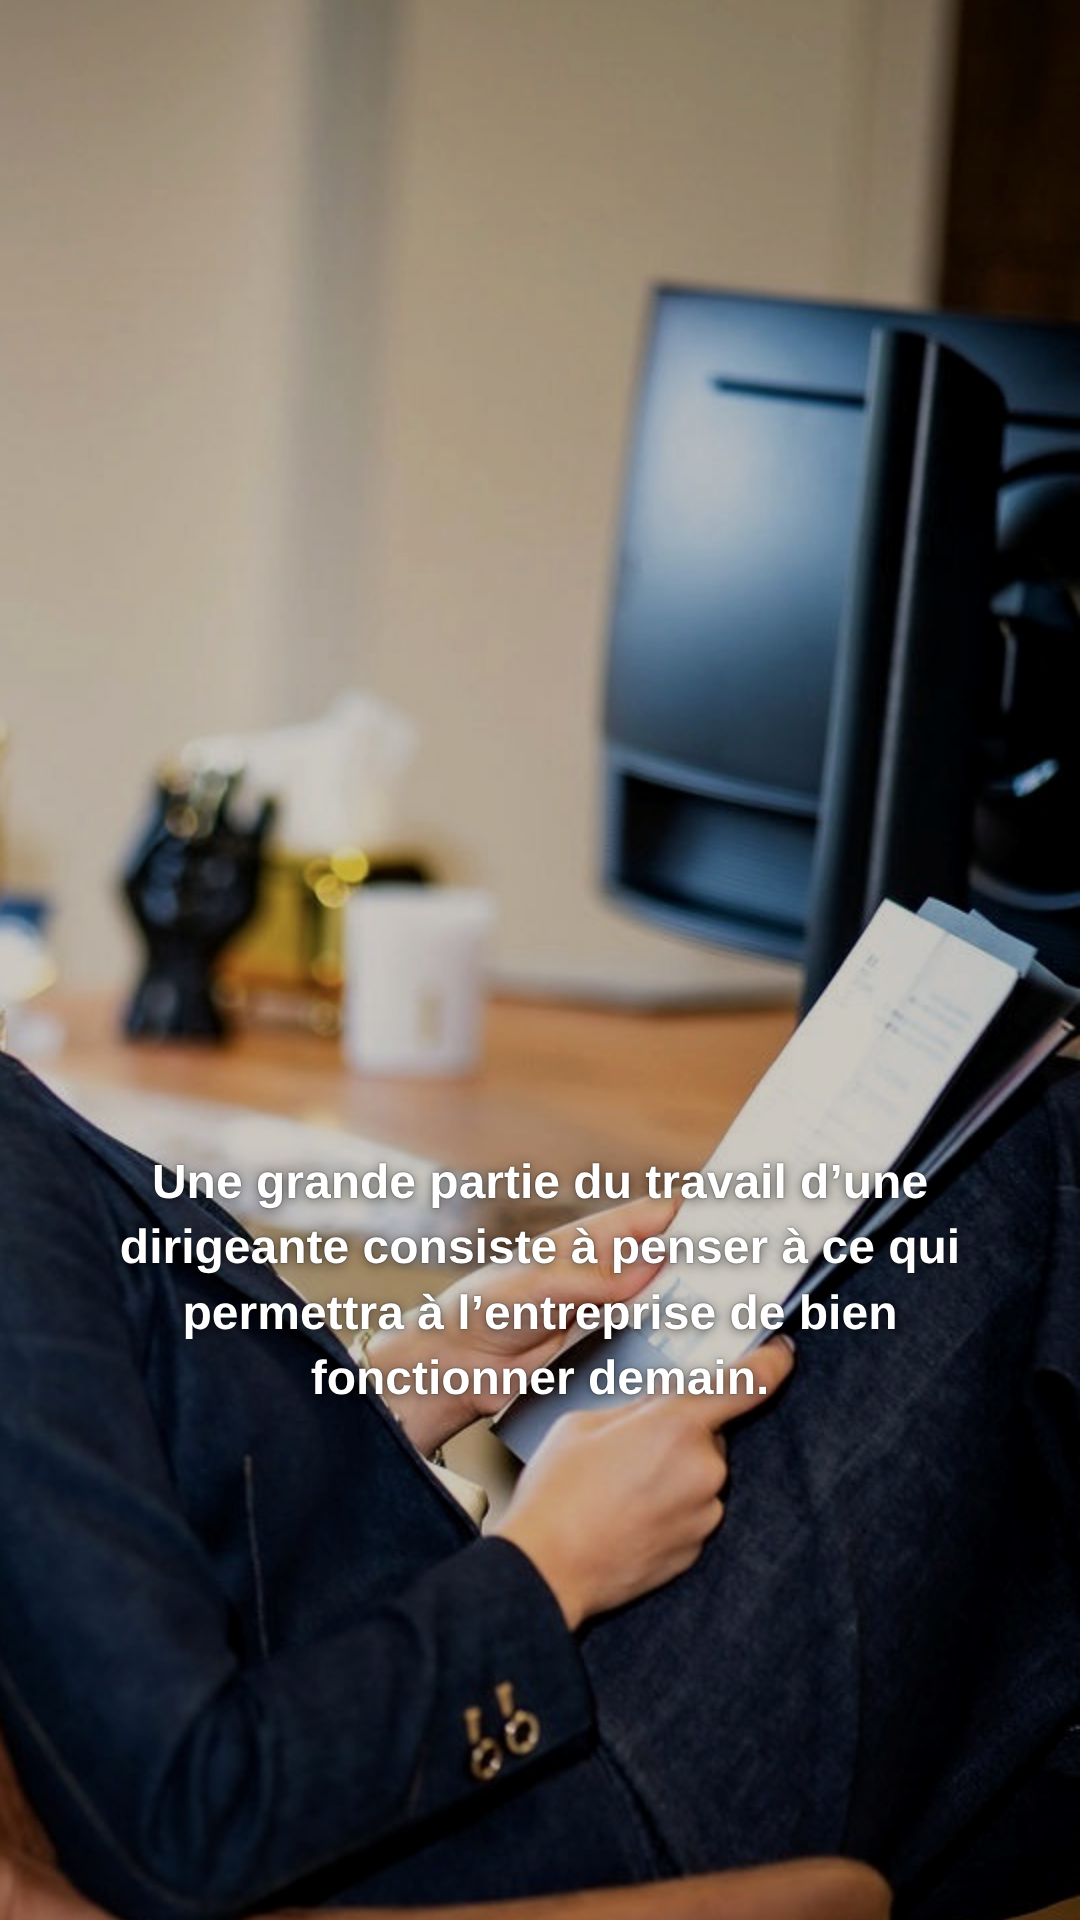 Une grande partie du travail d’une
dirigeante consiste à penser à ce qui
permettra à l’entreprise de bien
fonctionner demain.